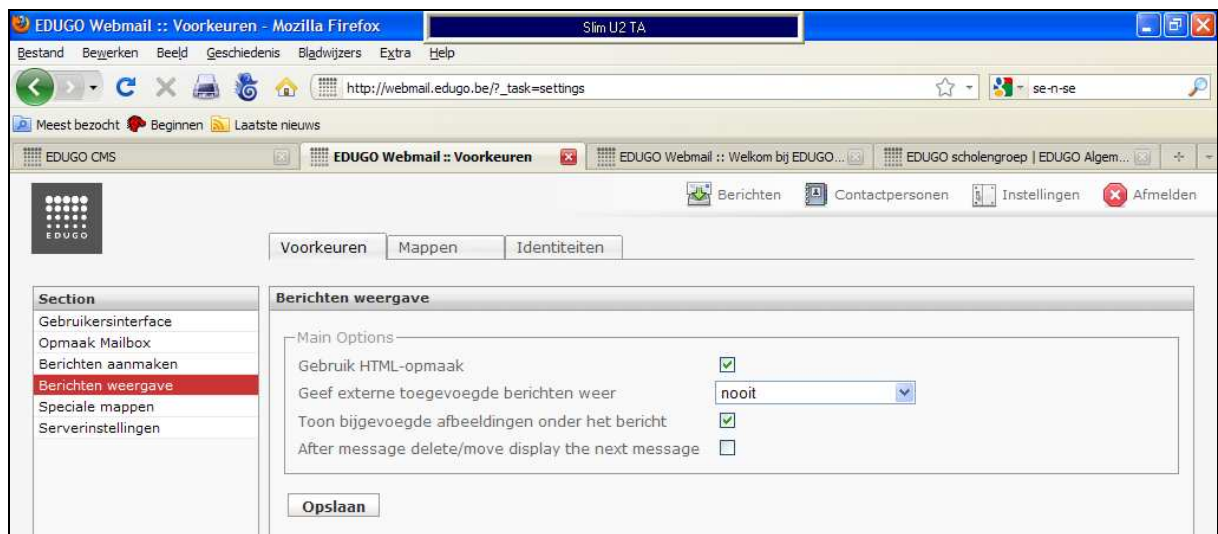 EDUGO Webmail :: Voorkeuren - Mozilla Firefox
Slim U2 TA
Bestand Bewerken Beeld Geschiedenis Bladwijzers Extra Help
http://webmail.edugo.be/?_task=settings
se-n-se
Meest bezocht Beginnen Laatste nieuws
EDUGO CMS
EDUGO Webmail :: Voorkeuren
EDUGO Webmail :: Welkom bij EDUGO...
EDUGO scholengroep | EDUGO Algem...
Berichten Contactpersonen Instellingen Afmelden
EDUGO
Voorkeuren Mappen Identiteiten
Section
Gebruikersinterface
Opmaak Mailbox
Berichten aanmaken
Berichten weergave
Speciale mappen
Serverinstellingen
Berichten weergave
Main Options
Gebruik HTML-opmaak
Geef externe toegevoegde berichten weer nooit
Toon bijgevoegde afbeeldingen onder het bericht
After message delete/move display the next message
Opslaan